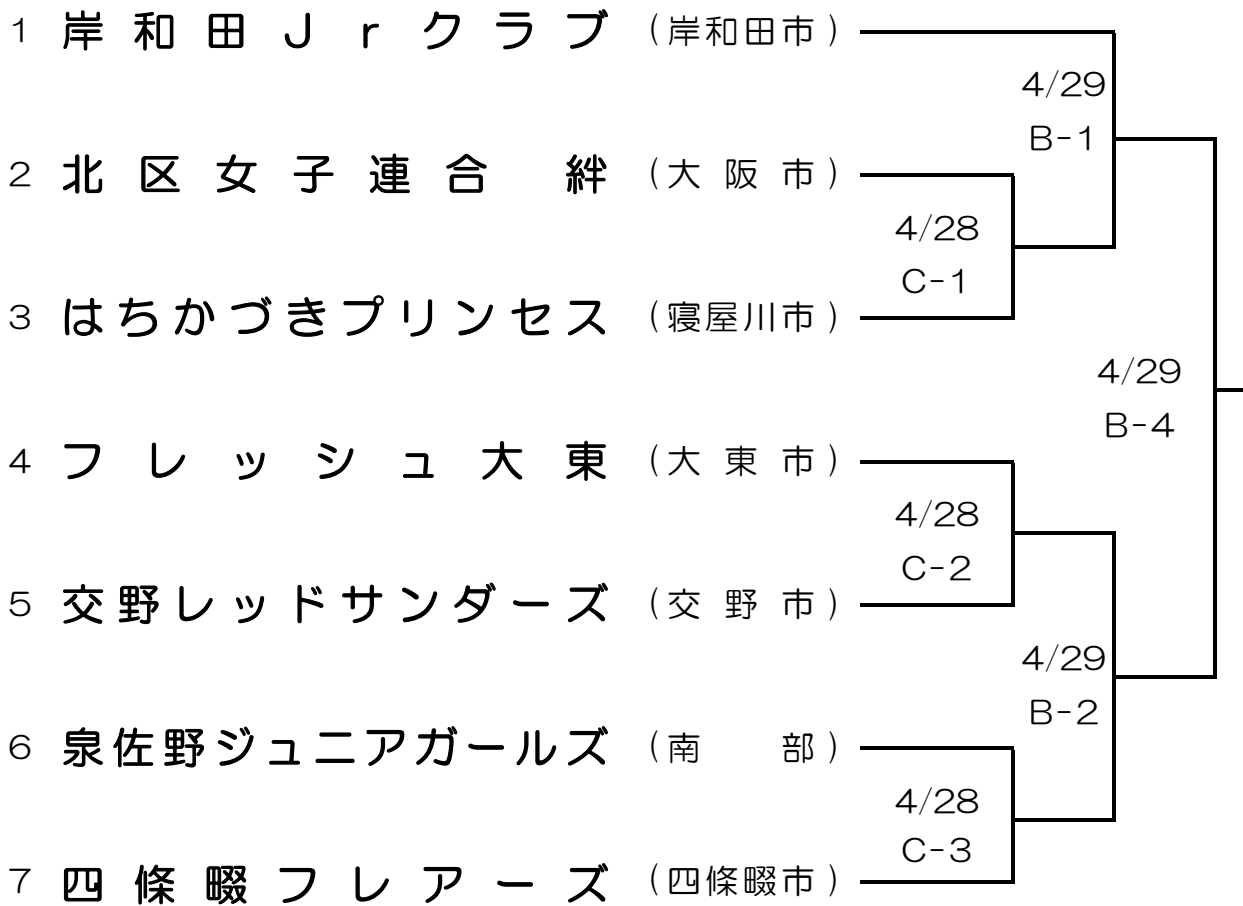 1 岸和田Jrクラブ (岸和田市)
4/29
B-1
2 北区女子連合 絆 (大阪市)
4/28
C-1
3 はちかづきプリンセス (寝屋川市)
4/29
B-4
4 フレッシュ大東 (大東市)
4/28
C-2
5 交野レッドサンダーズ (交野市)
4/29
B-2
6 泉佐野ジュニアガールズ (南部)
4/28
C-3
7 四條畷フレアーズ (四條畷市)